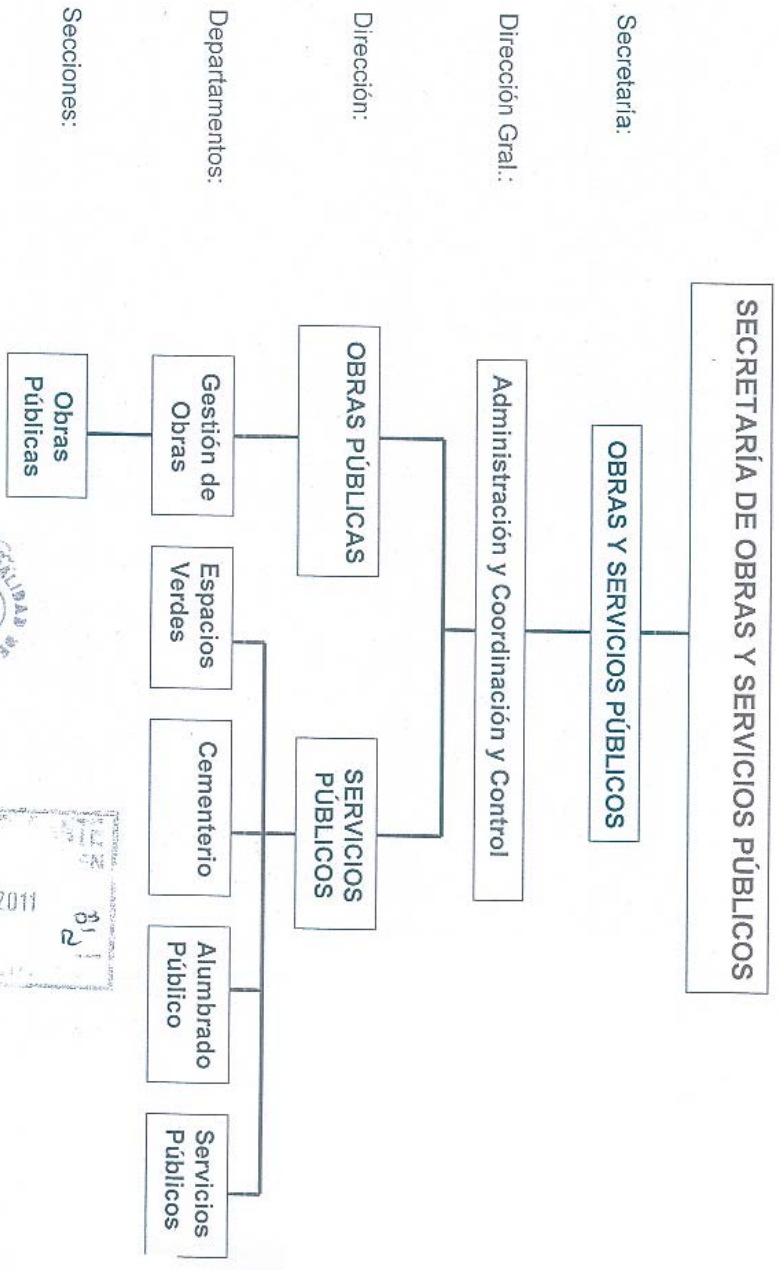 SECRETARÍA DE OBRAS Y SERVICIOS PÚBLICOS
Secretaria:
OBRAS Y SERVICIOS PÚBLICOS
Dirección Gral.:
Administración y Coordinación y Control
Dirección:
OBRAS PÚBLICAS
SERVICIOS
PÚBLICOS
Departamentos:
Gestión de
Obras
Espacios
Verdes
Cementerio
Alumbrado
Público
Servicios
Públicos
Secciones:
Obras
Públicas
2011